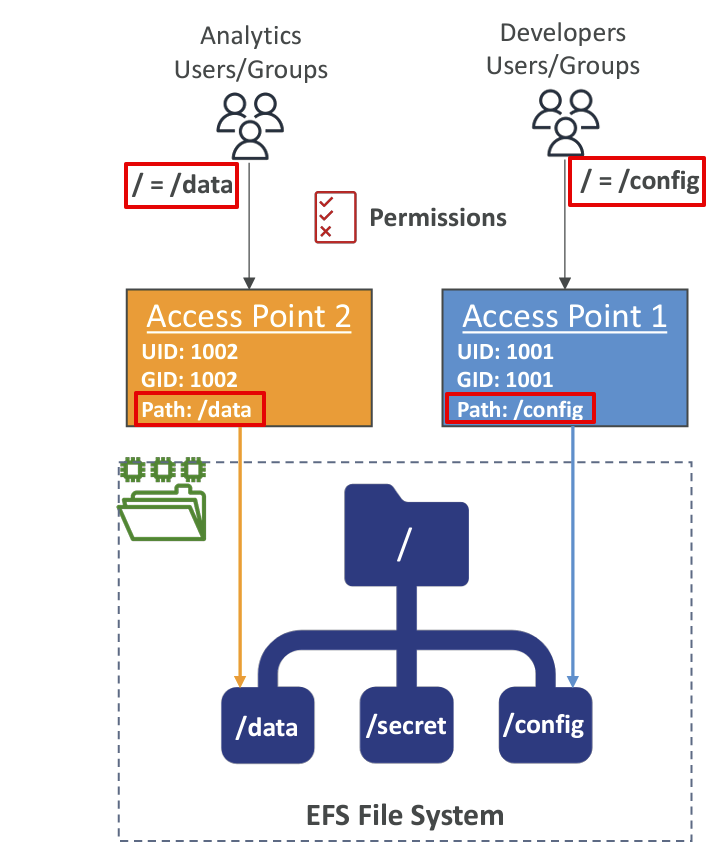 Analytics
Users/Groups
Developers
Users/Groups
/ = /data
/ = /config
Permissions
Access Point 2
UID: 1002
GID: 1002
Path: /data
Access Point 1
UID: 1001
GID: 1001
Path: /config
/
/data
/secret
/config
EFS File System